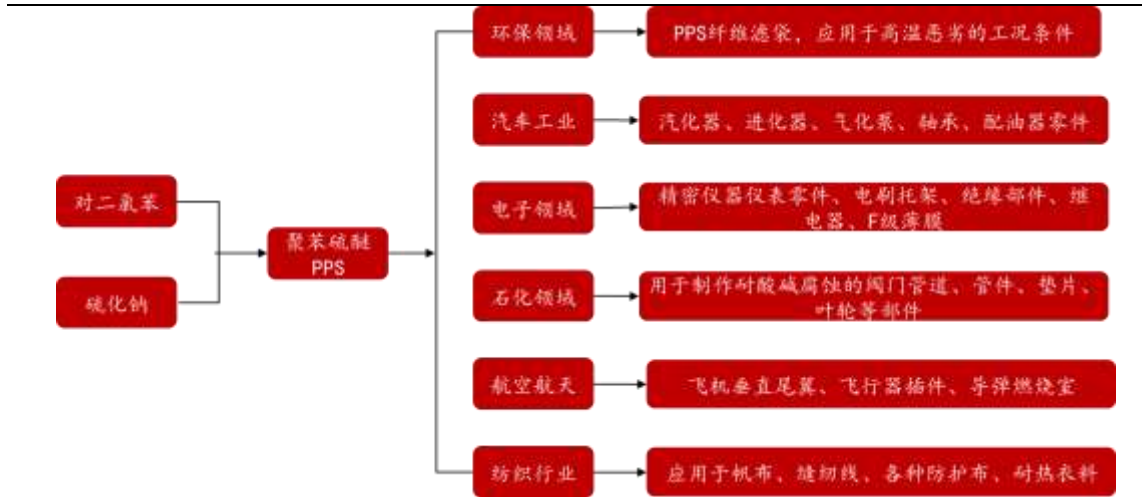 对二氯苯
硫化钠
聚苯硫醚
PPS
环保领域
PPS纤维滤袋，应用于高温恶劣的工况条件
汽车工业
汽化器、进化器、气化泵、轴承、配油器零件
电子领域
精密仪器仪表零件、电刷托架、绝缘部件、继
电器、F级薄膜
石化领域
用于制作耐酸碱腐蚀的阀门管道、管件、垫片、
叶轮等部件
航空航天
飞机垂直尾翼、飞行器插件、导弹燃烧室
纺织行业
应用于帆布、缝纫线、各种防护布、耐热衣料